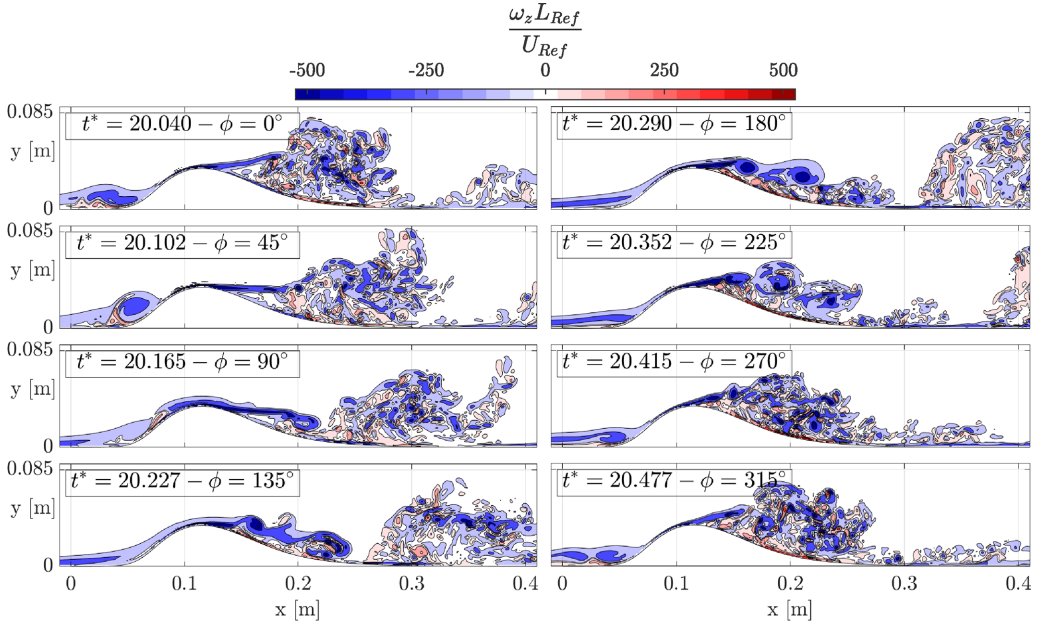 ω_z L_Ref
U_Ref
-500 -250 0 250 500
0.085
y [m]
0
t* = 20.040 − ϕ = 0°
t* = 20.290 − ϕ = 180°
0.085
y [m]
0
t* = 20.102 − ϕ = 45°
t* = 20.352 − ϕ = 225°
0.085
y [m]
0
t* = 20.165 − ϕ = 90°
t* = 20.415 − ϕ = 270°
0.085
y [m]
0
t* = 20.227 − ϕ = 135°
t* = 20.477 − ϕ = 315°
0 0.1 0.2 0.3 0.4 0 0.1 0.2 0.3 0.4
x [m] x [m]